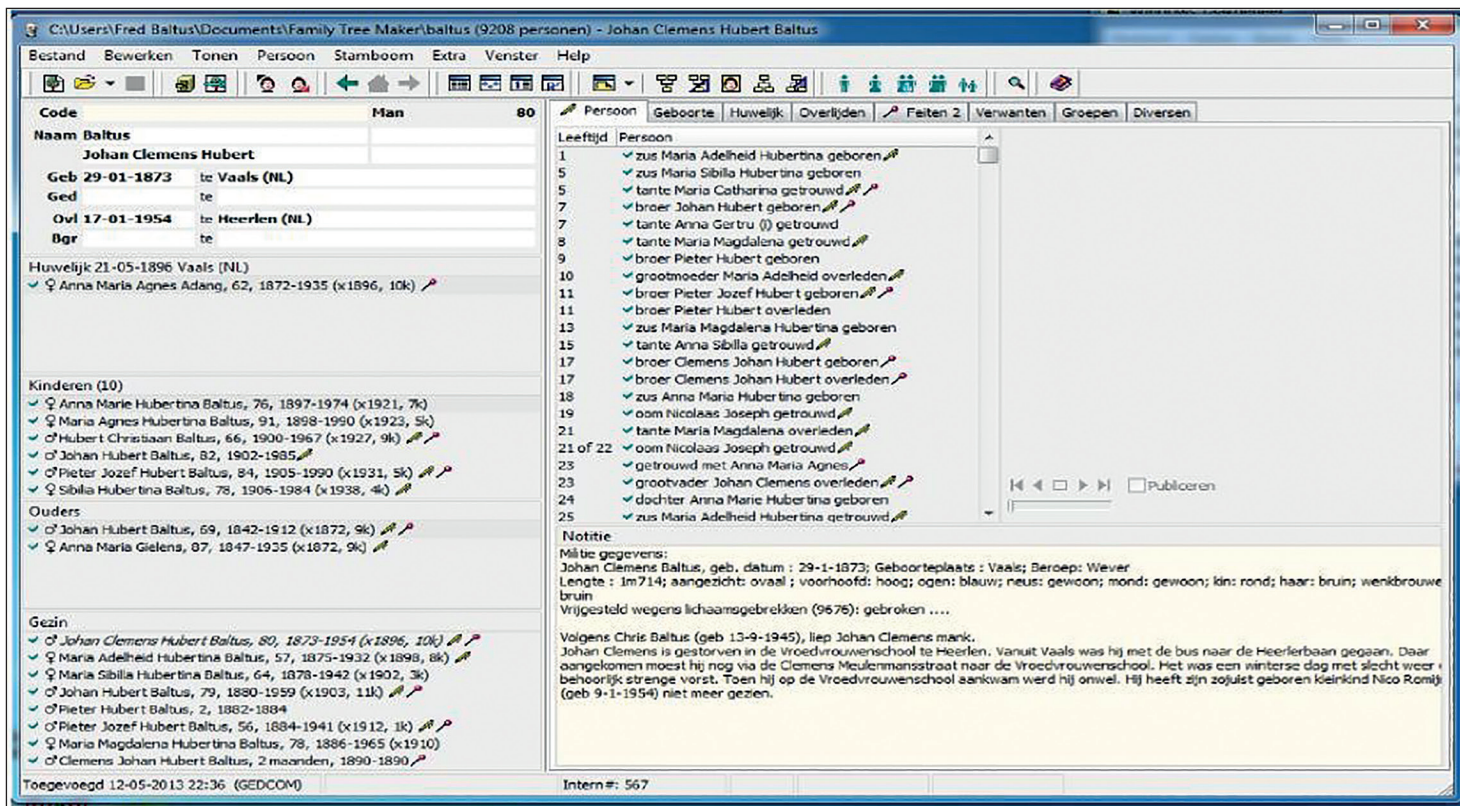 C:\Users\Fred Baltus\Documents\Family Tree Maker\baltus (9208 personen) - Johan Clemens Hubert Baltus
Bestand Bewerken Tonen Persoon Stamboom Extra Venster Help
Code Man 80
Naam Baltus
Johan Clemens Hubert
Geb 29-01-1873 te Vaals (NL)
Ged te
Ovl 17-01-1954 te Heerlen (NL)
Bgr te
Huwelijk 21-05-1896 Vaals (NL)
♀ Anna Maria Agnes Adang, 62, 1872-1935 (x1896, 10k)
Kinderen (10)
♀ Anna Marie Hubertina Baltus, 76, 1897-1974 (x1921, 7k)
♀ Maria Agnes Hubertina Baltus, 91, 1898-1990 (x1923, 5k)
♂ Hubert Christiaan Baltus, 66, 1900-1967 (x1927, 9k)
♂ Johan Hubert Baltus, 82, 1902-1985
♂ Pieter Jozef Hubert Baltus, 84, 1905-1990 (x1931, 5k)
♀ Sibilia Hubertina Baltus, 78, 1906-1984 (x1938, 4k)
Ouders
♂ Johan Hubert Baltus, 69, 1842-1912 (x1872, 9k)
♀ Anna Maria Gielens, 87, 1847-1935 (x1872, 9k)
Gezin
♂ Johan Clemens Hubert Baltus, 80, 1873-1954 (x1896, 10k)
♀ Maria Adelheid Hubertina Baltus, 57, 1875-1932 (x1898, 8k)
♀ Maria Sibilla Hubertina Baltus, 64, 1878-1942 (x1902, 3k)
♂ Johan Hubert Baltus, 79, 1880-1959 (x1903, 11k)
♂ Pieter Hubert Baltus, 2, 1882-1884
♂ Pieter Jozef Hubert Baltus, 56, 1884-1941 (x1912, 1k)
♀ Maria Magdalena Hubertina Baltus, 78, 1886-1965 (x1910)
♂ Clemens Johan Hubert Baltus, 2 maanden, 1890-1890
Persoon Geboorte Huwelijk Overlijden Feiten 2 Verwanten Groepen Diversen
Leeftijd Persoon
1 zus Maria Adelheid Hubertina geboren
5 zus Maria Sibilla Hubertina geboren
5 tante Maria Catharina getrouwd
7 broer Johan Hubert geboren
7 tante Anna Gertru (i) getrouwd
8 tante Maria Magdalena getrouwd
9 broer Pieter Hubert geboren
10 grootmoeder Maria Adelheid overleden
11 broer Pieter Jozef Hubert geboren
11 broer Pieter Hubert overleden
13 zus Maria Magdalena Hubertina geboren
15 tante Anna Sibilla getrouwd
17 broer Clemens Johan Hubert geboren
17 broer Clemens Johan Hubert overleden
18 zus Anna Maria Hubertina geboren
19 oom Nicolaas Joseph getrouwd
21 tante Maria Magdalena overleden
21 of 22 oom Nicolaas Joseph getrouwd
23 getrouwd met Anna Maria Agnes
23 grootvader Johan Clemens overleden
24 dochter Anna Marie Hubertina geboren
25 zus Maria Adelheid Hubertina getrouwd
Publiceren
Notitie
Militie gegevens:
Johan Clemens Baltus, geb. datum : 29-1-1873; Geboorteplaats : Vaals; Beroep: Wever
Lengte : 1m714; aangezicht: ovaal ; voorhoofd: hoog; ogen: blauw; neus: gewoon; mond: gewoon; kin: rond; haar: bruin; wenkbrouwe
bruin
Vrijgesteld wegens lichaamsgebrekken (9676): gebroken ....
Volgens Chris Baltus (geb 13-9-1945), liep Johan Clemens mank.
Johan Clemens is gestorven in de Vroedvrouwenschool te Heerlen. Vanuit Vaals was hij met de bus naar de Heerlerbaan gegaan. Daar
aangekomen moest hij nog via de Clemens Meulenmansstraat naar de Vroedvrouwenschool. Het was een winterse dag met slecht weer
behoorlijk strenge vorst. Toen hij op de Vroedvrouwenschool aankwam werd hij onwel. Hij heeft zijn zojuist geboren kleinkind Nico Romij
(geb 9-1-1954) niet meer gezien.
Toegevoegd 12-05-2013 22:36 (GEDCOM) Intern#: 567